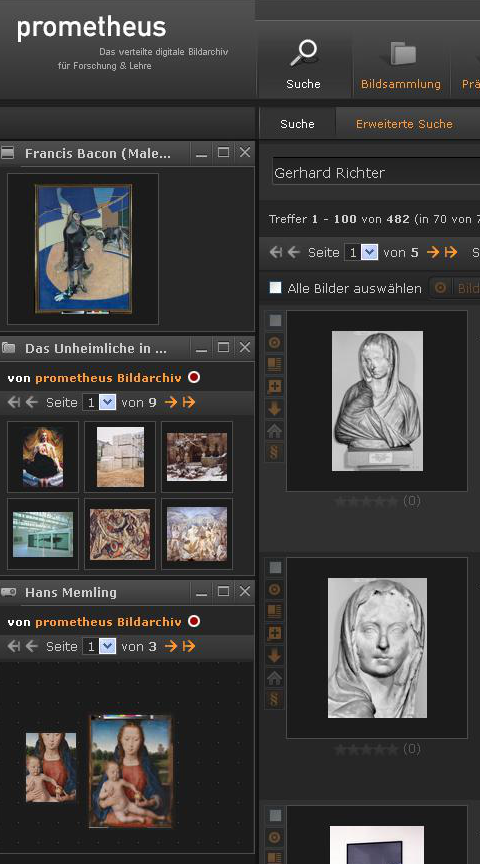 prometheus
Das verteilte digitale Bildarchiv
für Forschung & Lehre
Suche
Bildsammlung
Suche
Erweiterte Suche
Francis Bacon (Male...
Das Unheimliche in ...
von prometheus Bildarchiv
Seite 1 von 9
Hans Memling
von prometheus Bildarchiv
Seite 1 von 3
Gerhard Richter
Treffer 1 - 100 von 482 (in 70 von 7
Seite 1 von 5 S
Alle Bilder auswählen Bild
(0)
(0)